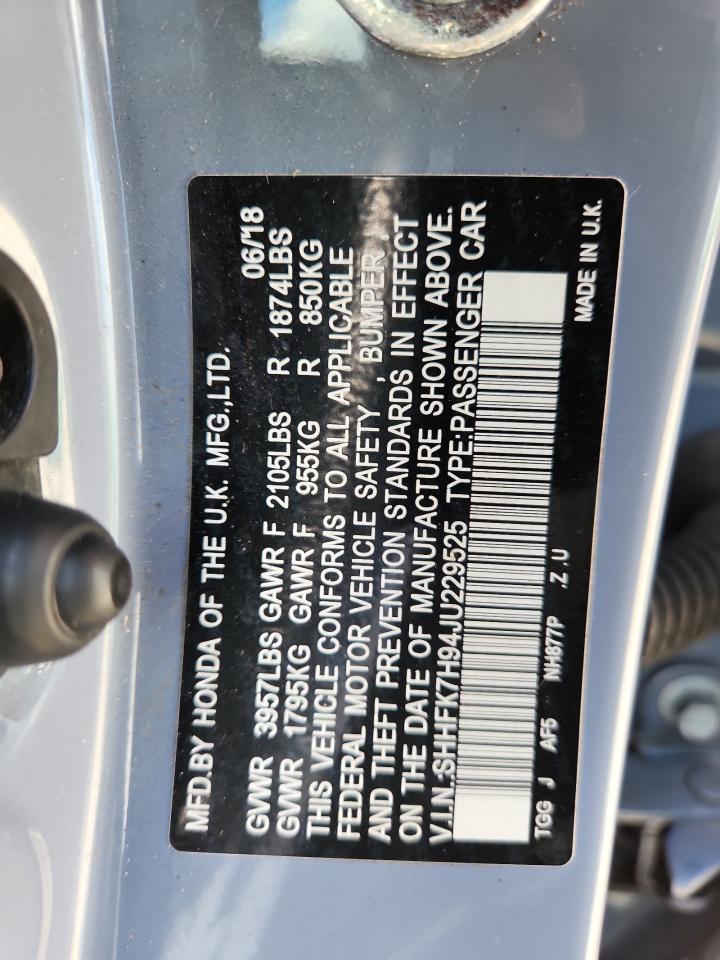 MFD.BY HONDA OF THE U.K. MFG.,LTD.
06/18
GVWR 3957LBS GAWR F 2105LBS R 1874LBS
GVWR 1795KG GAWR F 955KG R 850KG
THIS VEHICLE CONFORMS TO ALL APPLICABLE
FEDERAL MOTOR VEHICLE SAFETY , BUMPER ,
AND THEFT PREVENTION STANDARDS IN EFFECT
ON THE DATE OF MANUFACTURE SHOWN ABOVE.
V.I.N.:SHHFK7H94JU229525 TYPE:PASSENGER CAR
TGG J AF5 NH877P .Z .U
MADE IN U.K.